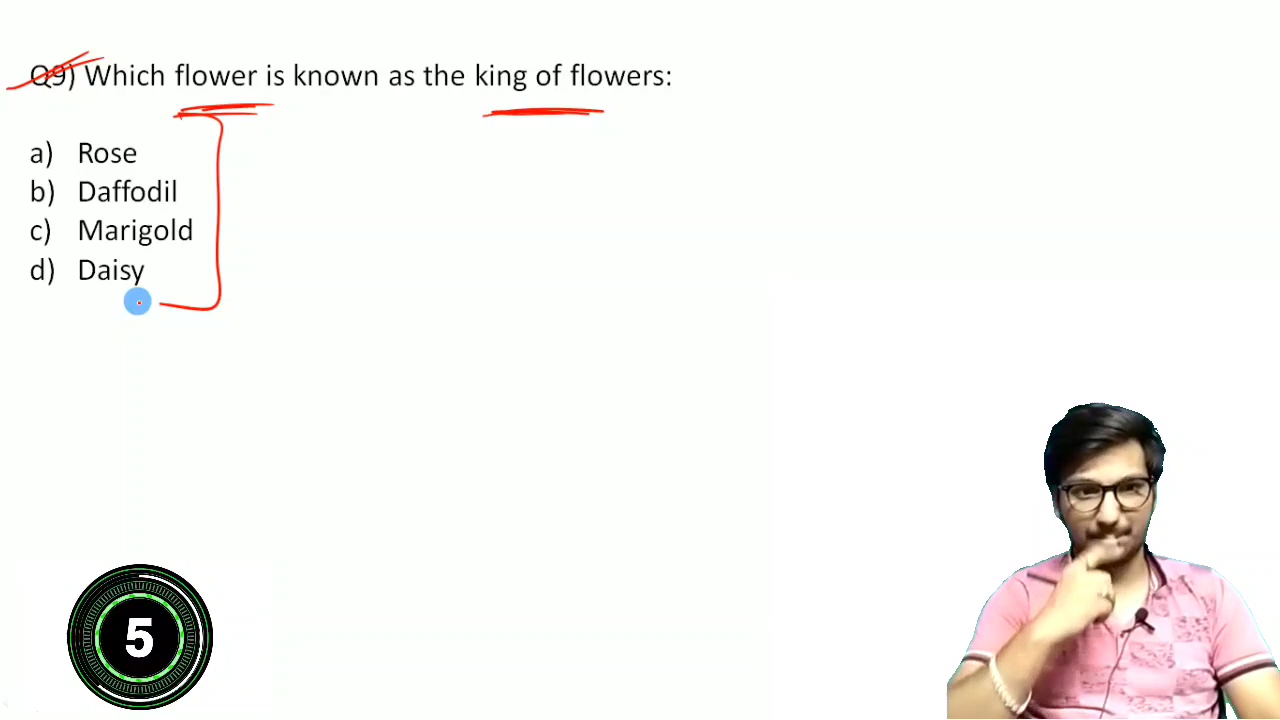 Q9) Which flower is known as the king of flowers:
a) Rose
b) Daffodil
c) Marigold
d) Daisy
5